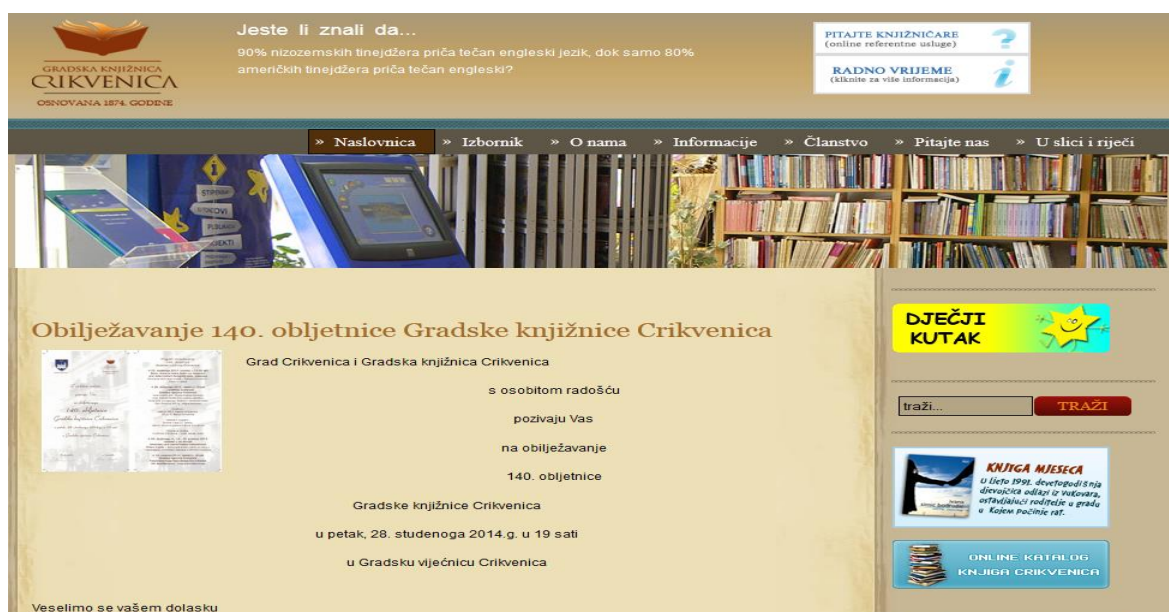 GRADSKA KNJIŽNICA
CRIKVENICA
OSNOVANA 1874. GODINE
Jeste li znali da...
90% nizozemskih tinejdžera priča tečan engleski jezik, dok samo 80%
američkih tinejdžera priča tečan engleski?
PITAJTE KNJIŽNIČARE
(online referentne usluge)
RADNO VRIJEME
(kliknite za više informacija)
» Naslovnica » Izbornik » O nama » Informacije » Članstvo » Pitajte nas » U slici i riječi
Obilježavanje 140. obljetnice Gradske knjižnice Crikvenica
Grad Crikvenica i Gradska knjižnica Crikvenica
s osobitom radošću
pozivaju Vas
na obilježavanje
140. obljetnice
Gradske knjižnice Crikvenica
u petak, 28. studenoga 2014.g. u 19 sati
u Gradsku vijećnicu Crikvenica
Veselimo se vašem dolasku
DJEČJI
KUTAK
traži... TRAŽI
KNJIGA MJESECA
U ljeto 1991. devetogodišnja
djevojčica odlazi iz Vukovara,
ostavljajući roditelje u gradu
u kojem počinje rat.
ONLINE KATALOG
KNJIGA CRIKVENICA